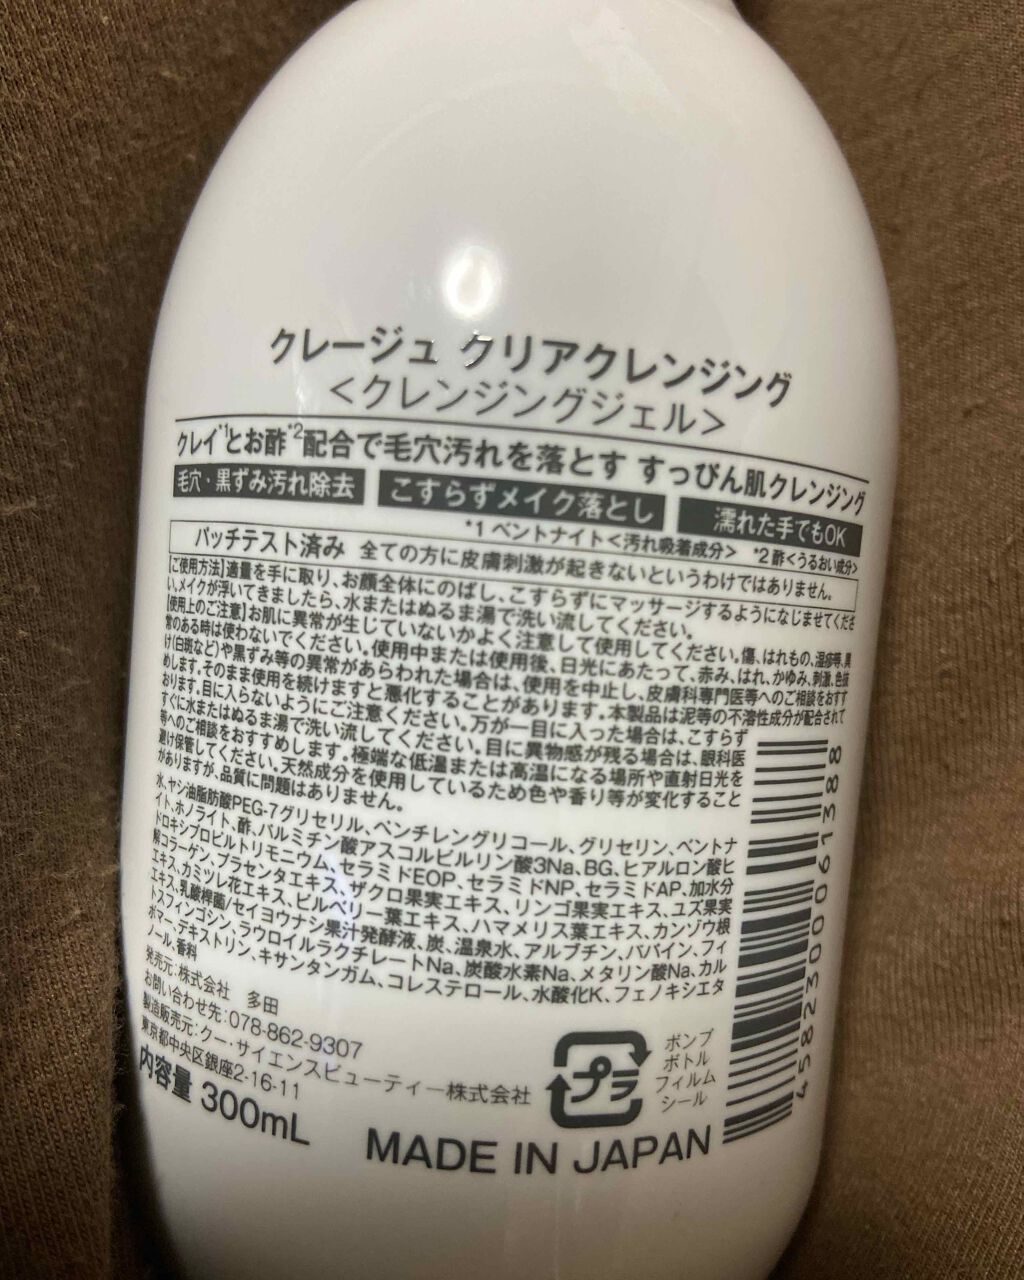 クレージュ クリアクレンジング
<クレンジングジェル>
クレイ*1とお酢*2配合で毛穴汚れを落とす すっぴん肌クレンジング
毛穴・黒ずみ汚れ除去 こすらずメイク落とし 濡れた手でもOK
*1 ベントナイト<汚れ吸着成分> *2 酢<うるおい成分>
パッチテスト済み 全ての方に皮膚刺激が起きないというわけではありません。
【ご使用方法】適量を手に取り、お顔全体にのばし、こすらずにマッサージするようになじませてくださ
い。メイクが浮いてきましたら、水またはぬるま湯で洗い流してください。
【使用上のご注意】お肌に異常が生じていないかよく注意して使用してください。傷、はれもの、湿疹等、異
常のある時は使わないでください。使用中または使用後、日光にあたって、赤み、はれ、かゆみ、刺激、色抜
け(白斑など)や黒ずみ等の異常があらわれた場合は、使用を中止し、皮膚科専門医等へのご相談をおすす
めします。そのまま使用を続けますと悪化することがあります。本製品は泥等の不溶性成分が配合されて
おります。目に入らないようにご注意ください。万が一目に入った場合は、こすらず
すぐに水またはぬるま湯で洗い流してください。目に異物感が残る場合は、眼科医
等へのご相談をおすすめします。極端な低温または高温になる場所や直射日光を
避け保管してください。天然成分を使用しているため色や香り等が変化すること
がありますが、品質に問題はありません。
水、ヤシ油脂肪酸PEG-7グリセリル、ペンチレングリコール、グリセリン、ベントナ
イト、ホノライト、酢、パルミチン酸アスコルビルリン酸3Na、BG、ヒアルロン酸ヒ
ドロキシプロピルトリモニウム、セラミドEOP、セラミドNP、セラミドAP、加水分
解コラーゲン、プラセンタエキス、ザクロ果実エキス、リンゴ果実エキス、ユズ果実
エキス、カミツレ花エキス、ビルベリー葉エキス、ハマメリス葉エキス、カンゾウ根
エキス、乳酸桿菌/セイヨウナシ果汁発酵液、炭、温泉水、アルブチン、パパイン、フィ
トスフィンゴシン、ラウロイルラクチレートNa、炭酸水素Na、メタリン酸Na、カル
ボマー、デキストリン、キサンタンガム、コレステロール、水酸化K、フェノキシエタ
ノール、香料
発売元:株式会社 多田
お問い合わせ先:078-862-9307
製造販売元:クー・サイエンスビューティー株式会社
東京都中央区銀座2-16-11
内容量 300mL
プラ
ポンプ
ボトル
フィルム
シール
MADE IN JAPAN
4582300061388